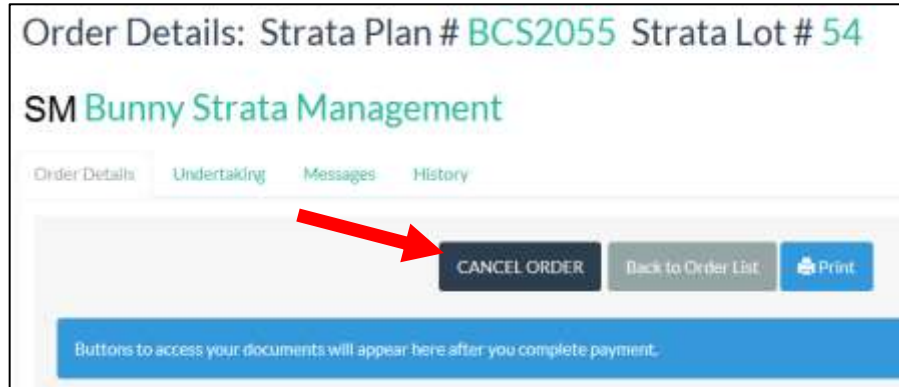 Order Details: Strata Plan # BCS2055 Strata Lot # 54
SM Bunny Strata Management
Order Details Undertaking Messages History
CANCEL ORDER Back to Order List Print
Buttons to access your documents will appear here after you complete payment.